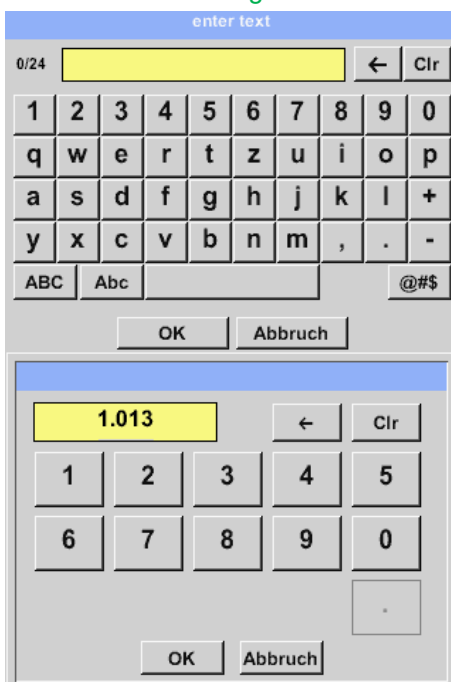 enter text
0/24 ← Clr
1 2 3 4 5 6 7 8 9 0
q w e r t z u i o p
a s d f g h j k l +
y x c v b n m , . -
ABC Abc @#$
OK Abbruch
1.013 ← Clr
1 2 3 4 5
6 7 8 9 0
.
OK Abbruch